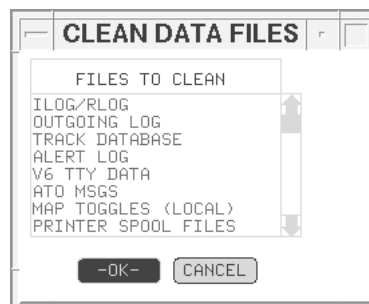 CLEAN DATA FILES
FILES TO CLEAN
ILOG/RLOG
OUTGOING LOG
TRACK DATABASE
ALERT LOG
V6 TTY DATA
ATO MSGS
MAP TOGGLES (LOCAL)
PRINTER SPOOL FILES
-OK- CANCEL